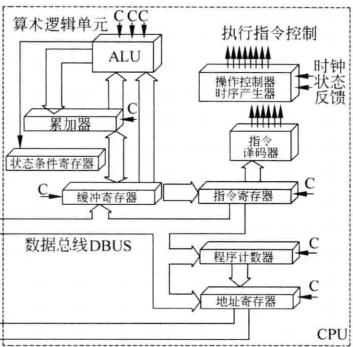 算术逻辑单元
C CC
执行指令控制
ALU
操作控制器
时序产生器
时钟
状态
反馈
C
累加器
指令
译码器
状态条件寄存器
C
缓冲寄存器
指令寄存器
C
数据总线DBUS
程序计数器
C
地址寄存器
C
CPU